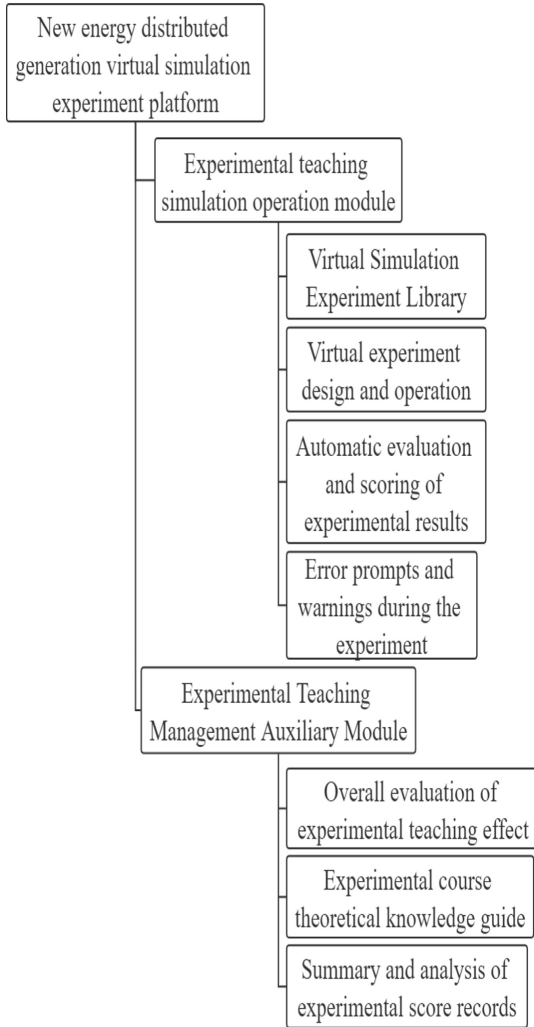 New energy distributed
generation virtual simulation
experiment platform
Experimental teaching
simulation operation module
Virtual Simulation
Experiment Library
Virtual experiment
design and operation
Automatic evaluation
and scoring of
experimental results
Error prompts and
warnings during the
experiment
Experimental Teaching
Management Auxiliary Module
Overall evaluation of
experimental teaching effect
Experimental course
theoretical knowledge guide
Summary and analysis of
experimental score records